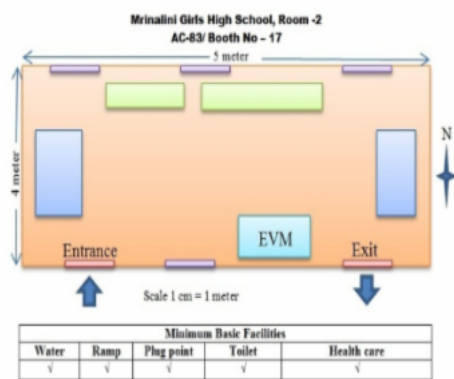 Mrinalini Girls High School, Room -2
AC-83/ Booth No – 17
5 meter
4 meter
N
Entrance
EVM
Exit
Scale 1 cm = 1 meter
Minimum Basic Facilities
Water Ramp Plug point Toilet Health care
√ √ √ √ √